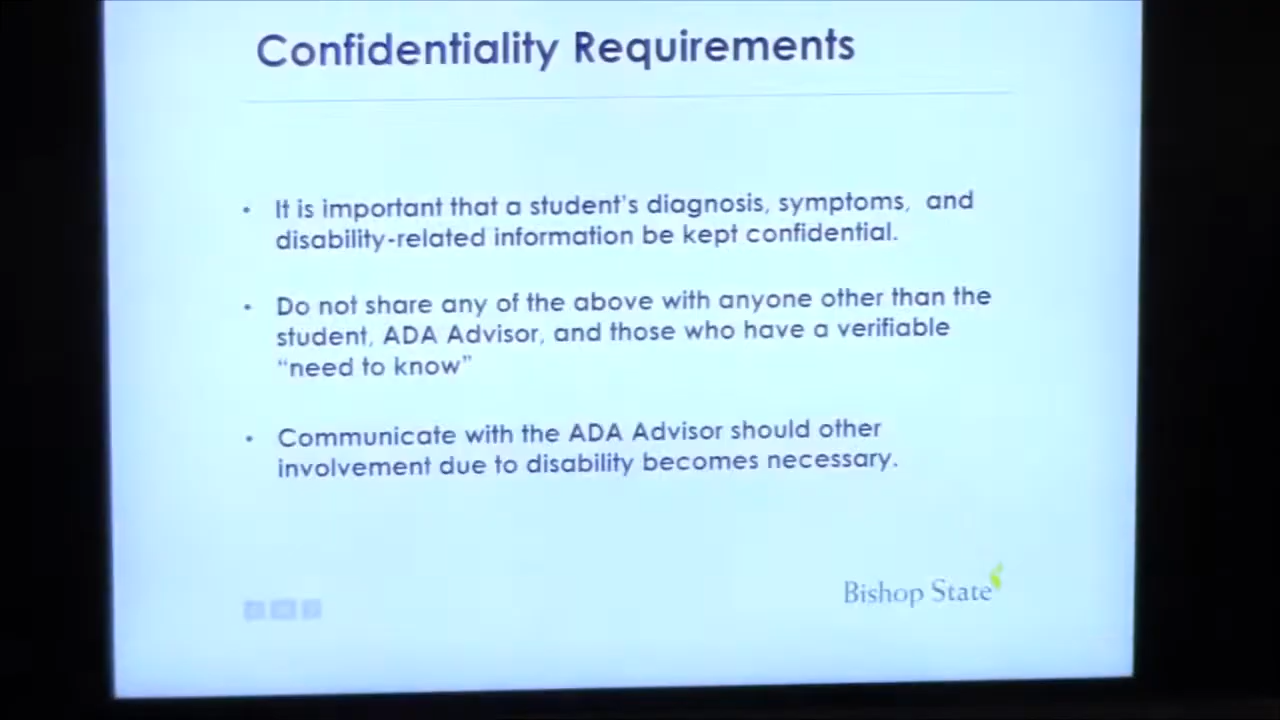 Confidentiality Requirements
• It is important that a student's diagnosis, symptoms, and
disability-related information be kept confidential.
• Do not share any of the above with anyone other than the
student, ADA Advisor, and those who have a verifiable
“need to know”
• Communicate with the ADA Advisor should other
involvement due to disability becomes necessary.
Bishop State